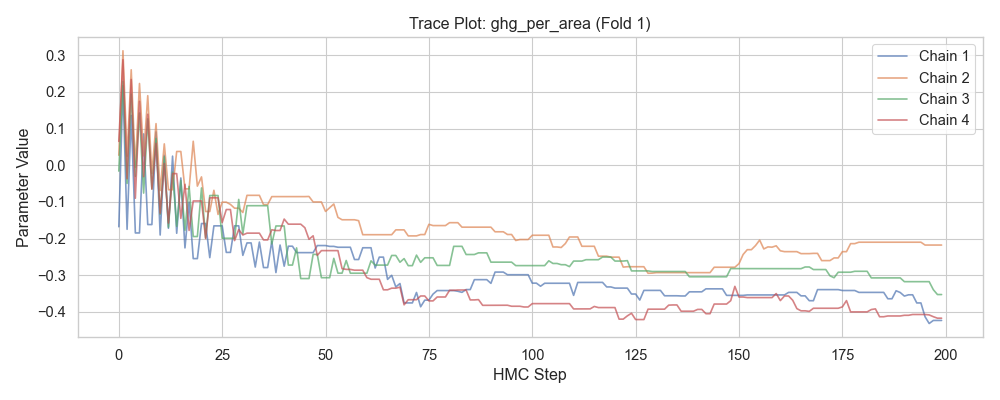 Trace Plot: ghg_per_area (Fold 1)
Parameter Value
0.3
0.2
0.1
0.0
−0.1
−0.2
−0.3
−0.4
Chain 1
Chain 2
Chain 3
Chain 4
0 25 50 75 100 125 150 175 200
HMC Step